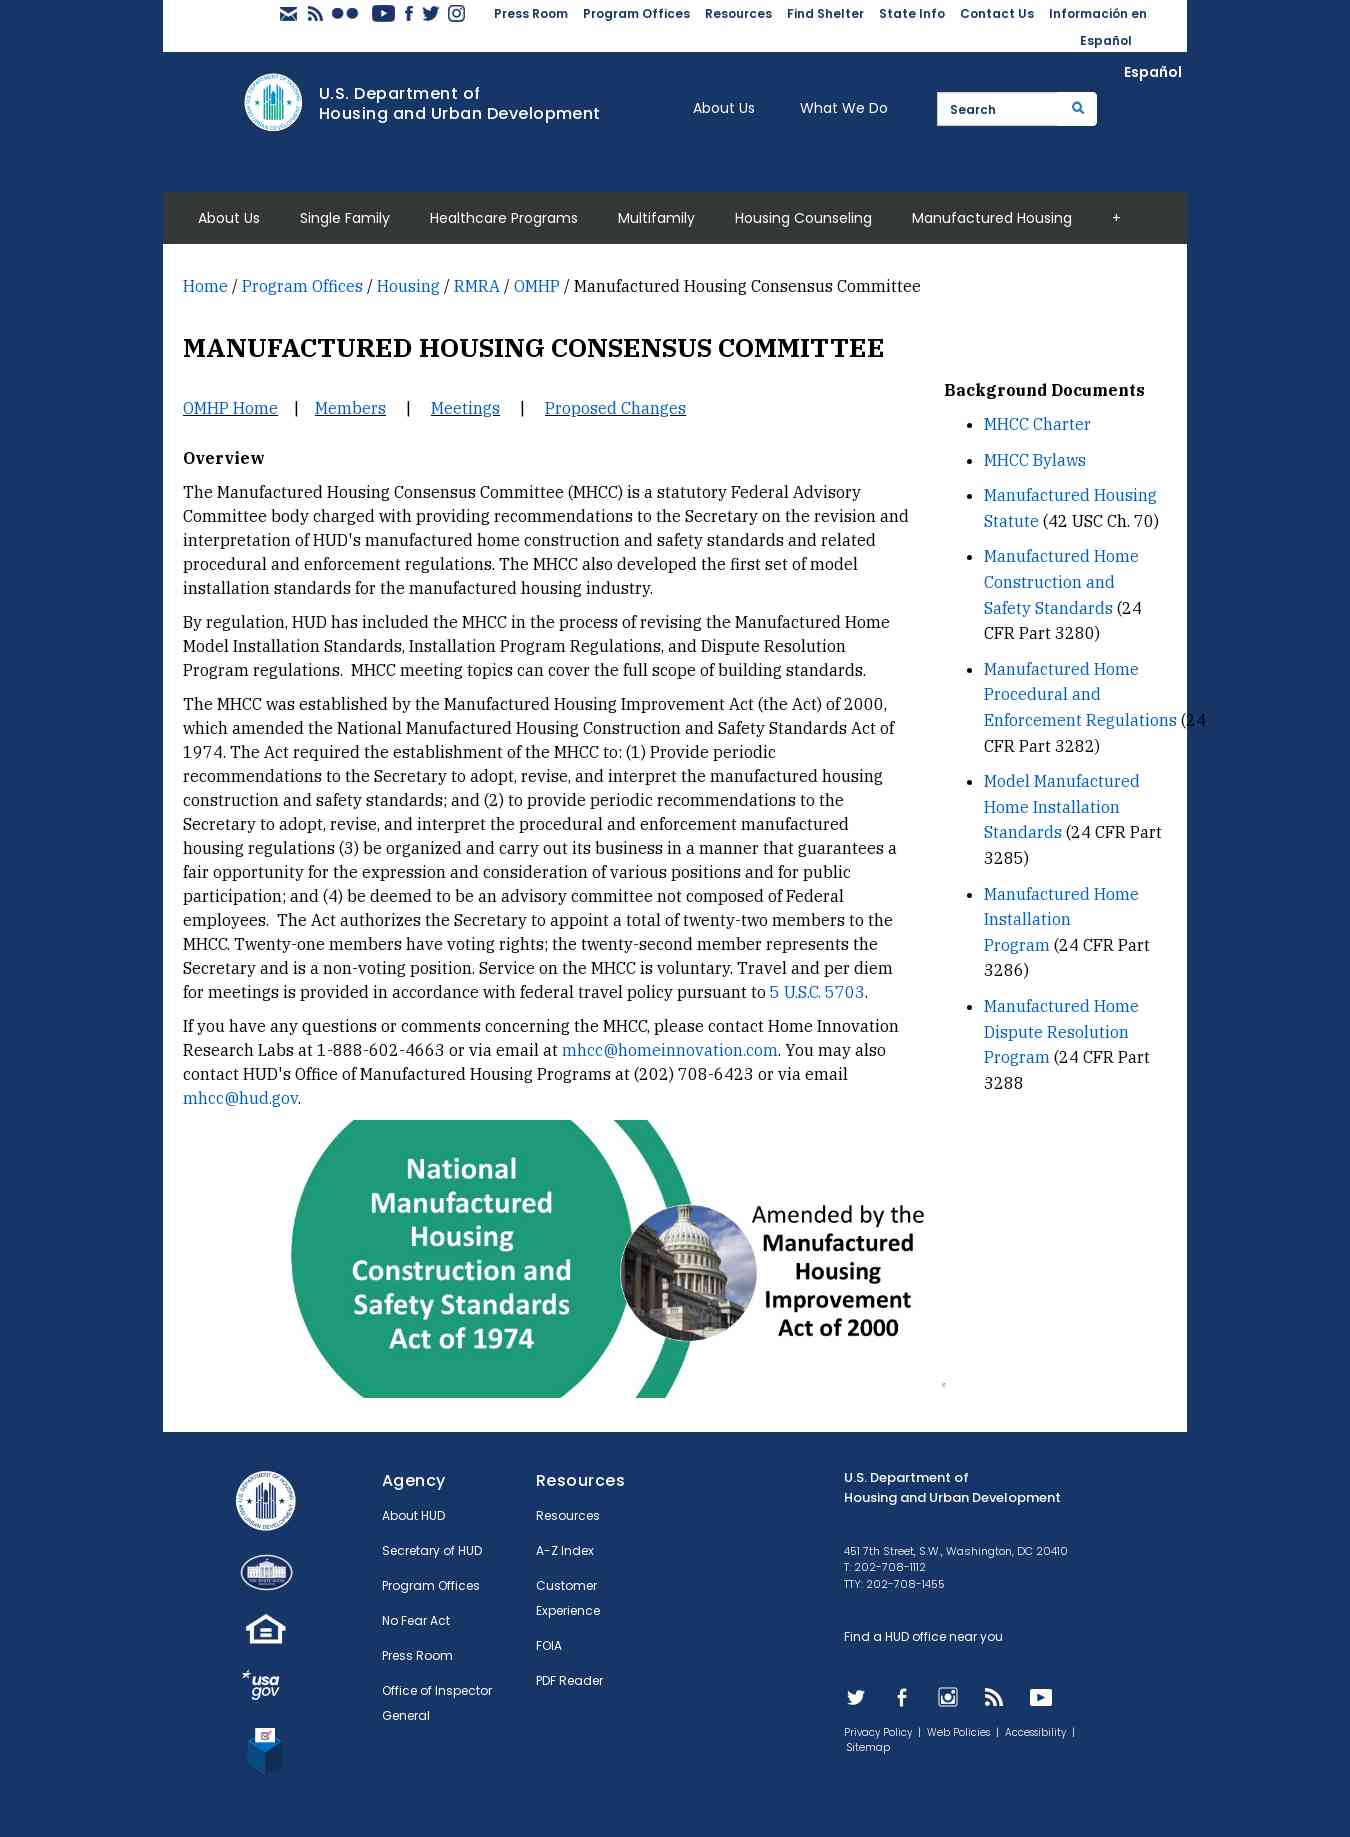 Press Room Program Offices Resources Find Shelter State Info Contact Us Información en
Español
Español
U.S. Department of
Housing and Urban Development
About Us What We Do
Search
About Us Single Family Healthcare Programs Multifamily Housing Counseling Manufactured Housing +
Home / Program Offices / Housing / RMRA / OMHP / Manufactured Housing Consensus Committee
MANUFACTURED HOUSING CONSENSUS COMMITTEE
OMHP Home | Members | Meetings | Proposed Changes
Overview
The Manufactured Housing Consensus Committee (MHCC) is a statutory Federal Advisory
Committee body charged with providing recommendations to the Secretary on the revision and
interpretation of HUD's manufactured home construction and safety standards and related
procedural and enforcement regulations. The MHCC also developed the first set of model
installation standards for the manufactured housing industry.
By regulation, HUD has included the MHCC in the process of revising the Manufactured Home
Model Installation Standards, Installation Program Regulations, and Dispute Resolution
Program regulations.  MHCC meeting topics can cover the full scope of building standards.
The MHCC was established by the Manufactured Housing Improvement Act (the Act) of 2000,
which amended the National Manufactured Housing Construction and Safety Standards Act of
1974. The Act required the establishment of the MHCC to: (1) Provide periodic
recommendations to the Secretary to adopt, revise, and interpret the manufactured housing
construction and safety standards; and (2) to provide periodic recommendations to the
Secretary to adopt, revise, and interpret the procedural and enforcement manufactured
housing regulations (3) be organized and carry out its business in a manner that guarantees a
fair opportunity for the expression and consideration of various positions and for public
participation; and (4) be deemed to be an advisory committee not composed of Federal
employees.  The Act authorizes the Secretary to appoint a total of twenty-two members to the
MHCC. Twenty-one members have voting rights; the twenty-second member represents the
Secretary and is a non-voting position. Service on the MHCC is voluntary. Travel and per diem
for meetings is provided in accordance with federal travel policy pursuant to 5 U.S.C. 5703.
If you have any questions or comments concerning the MHCC, please contact Home Innovation
Research Labs at 1-888-602-4663 or via email at mhcc@homeinnovation.com. You may also
contact HUD's Office of Manufactured Housing Programs at (202) 708-6423 or via email
mhcc@hud.gov.
Background Documents
MHCC Charter
MHCC Bylaws
Manufactured Housing
Statute (42 USC Ch. 70)
Manufactured Home
Construction and
Safety Standards (24
CFR Part 3280)
Manufactured Home
Procedural and
Enforcement Regulations (24
CFR Part 3282)
Model Manufactured
Home Installation
Standards (24 CFR Part
3285)
Manufactured Home
Installation
Program (24 CFR Part
3286)
Manufactured Home
Dispute Resolution
Program (24 CFR Part
3288
National
Manufactured
Housing
Construction and
Safety Standards
Act of 1974
Amended by the
Manufactured
Housing
Improvement
Act of 2000
Agency
About HUD
Secretary of HUD
Program Offices
No Fear Act
Press Room
Office of Inspector
General
Resources
Resources
A-Z Index
Customer
Experience
FOIA
PDF Reader
U.S. Department of
Housing and Urban Development
451 7th Street, S.W., Washington, DC 20410
T: 202-708-1112
TTY: 202-708-1455
Find a HUD office near you
Privacy Policy | Web Policies | Accessibility |
Sitemap
usa
gov